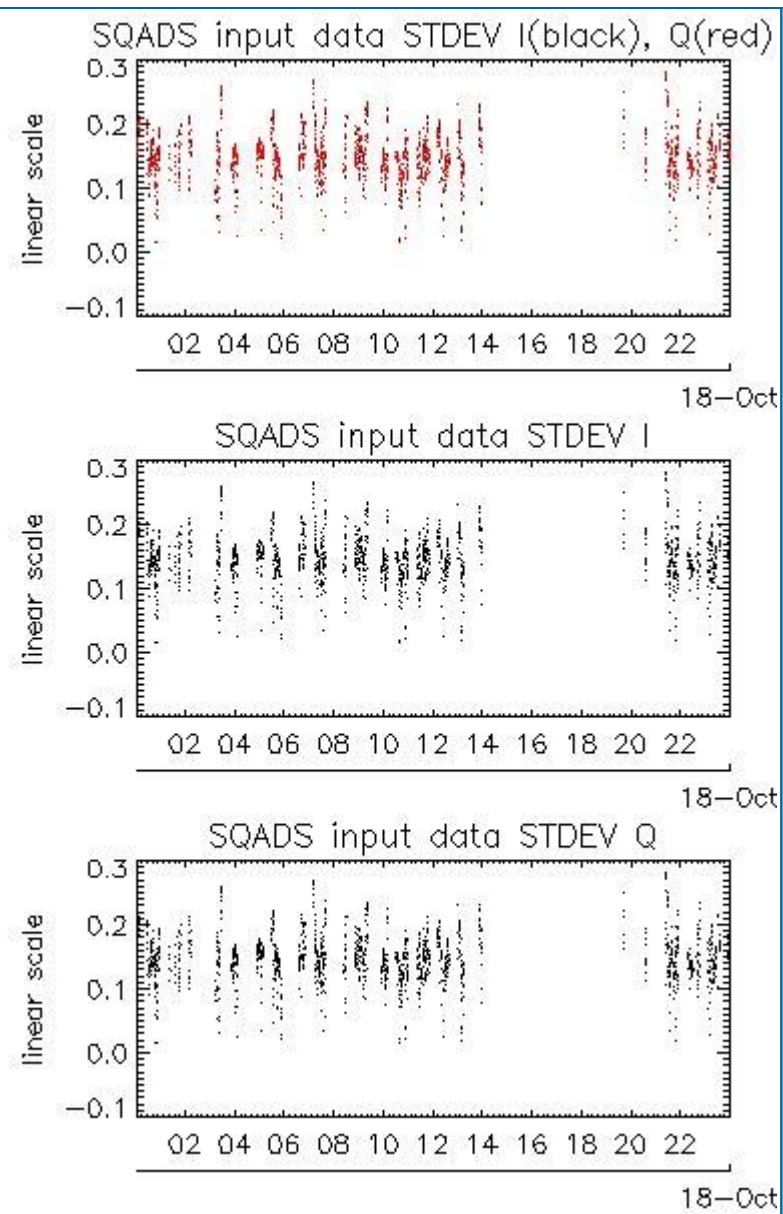 SQADS input data STDEV I(black), Q(red)
0.3
0.2
0.1
0.0
−0.1
linear scale
02 04 06 08 10 12 14 16 18 20 22
18−Oct
SQADS input data STDEV I
0.3
0.2
0.1
0.0
−0.1
linear scale
02 04 06 08 10 12 14 16 18 20 22
18−Oct
SQADS input data STDEV Q
0.3
0.2
0.1
0.0
−0.1
linear scale
02 04 06 08 10 12 14 16 18 20 22
18−Oct